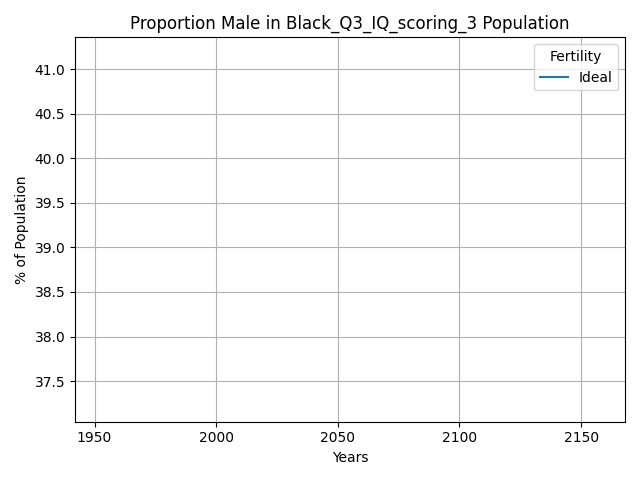 Proportion Male in Black_Q3_IQ_scoring_3 Population
Fertility
Ideal
% of Population
41.0
40.5
40.0
39.5
39.0
38.5
38.0
37.5
1950 2000 2050 2100 2150
Years